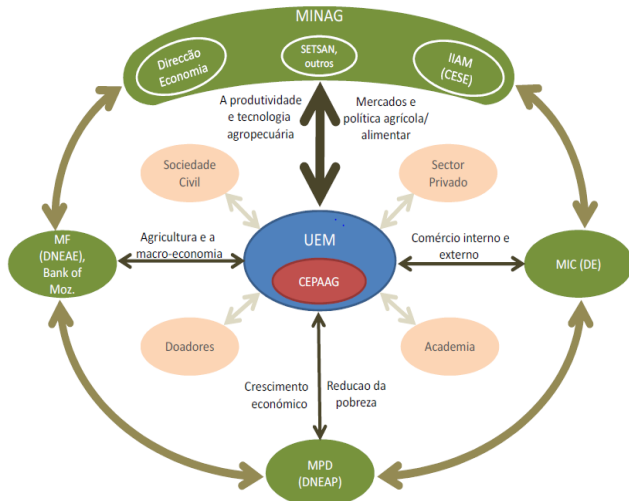 MINAG
Direcção
Economia
SETSAN,
outros
IIAM
(CESE)
A produtividade
e tecnologia
agropecuária
Mercados e
política agrícola/
alimentar
Sociedade
Civil
Sector
Privado
MF
(DNEAE),
Bank of
Moz.
Agricultura e a
macro-economia
UEM
CEPAAG
Comércio interno e
externo
MIC (DE)
Doadores
Academia
Crescimento
económico
Reducao da
pobreza
MPD
(DNEAP)